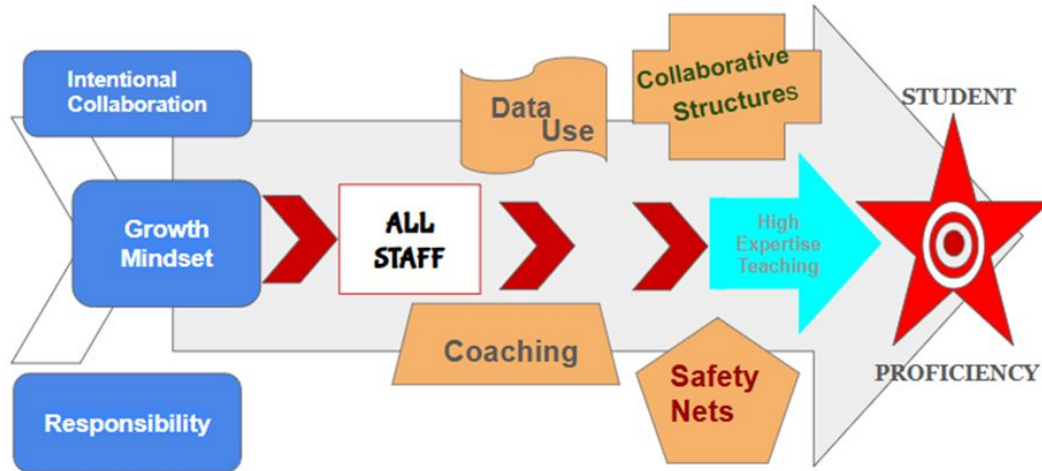 Intentional
Collaboration
Growth
Mindset
Responsibility
ALL
STAFF
Data
Use
Coaching
Collaborative
Structures
Safety
Nets
High
Expertise
Teaching
STUDENT
PROFICIENCY